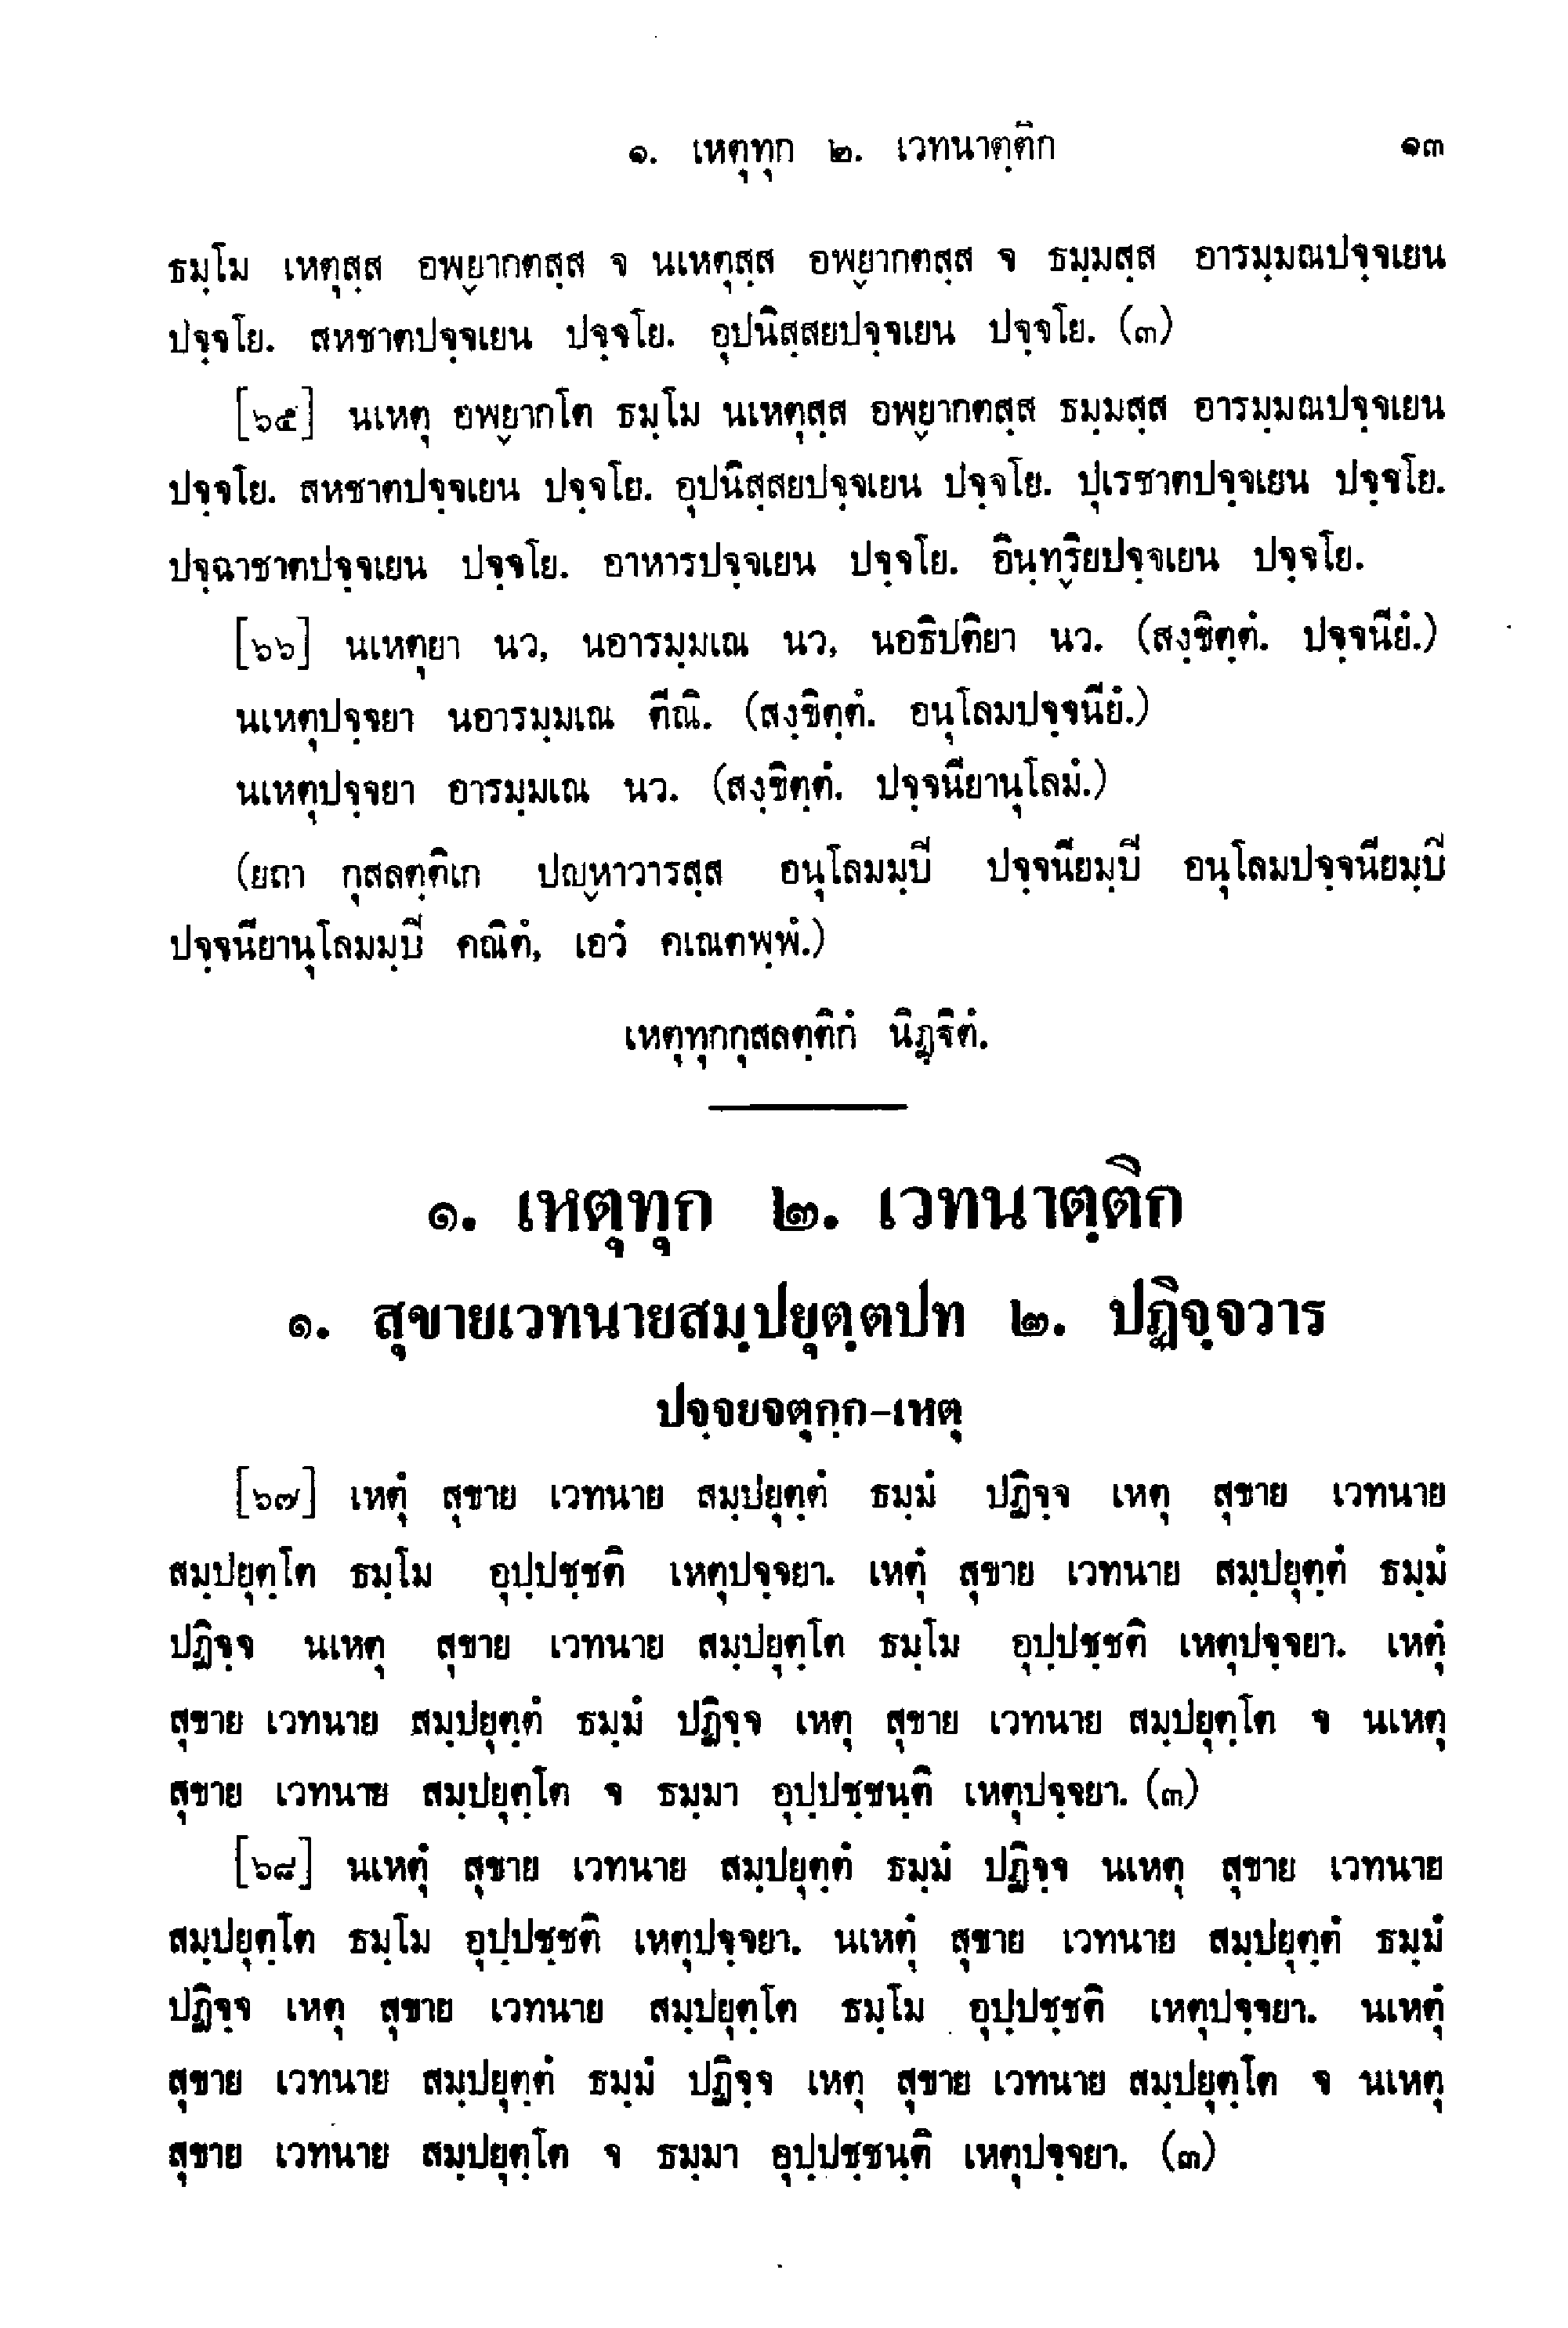 ๑. เหตุทุก ๒. เวทนาตฺติก ๑๓
ธมฺโม เหตุสฺส อพฺยากตสฺส จ นเหตุสฺส อพฺยากตสฺส จ ธมฺมสฺส อารมฺมณปจฺจเยน
ปจฺจโย. สหชาตปจฺจเยน ปจฺจโย. อุปนิสฺสยปจฺจเยน ปจฺจโย. (๓)
[๖๕] นเหตุ อพฺยากโต ธมฺโม นเหตุสฺส อพฺยากตสฺส ธมฺมสฺส อารมฺมณปจฺจเยน
ปจฺจโย. สหชาตปจฺจเยน ปจฺจโย. อุปนิสฺสยปจฺจเยน ปจฺจโย. ปุเรชาตปจฺจเยน ปจฺจโย.
ปจฺฉาชาตปจฺจเยน ปจฺจโย. อาหารปจฺจเยน ปจฺจโย. อินฺทฺริยปจฺจเยน ปจฺจโย.
[๖๖] นเหตุยา นว, นอารมฺมเณ นว, นอธิปติยา นว. (สงฺขิตฺตํ. ปจฺจนียํ.)
นเหตุปจฺจยา นอารมฺมเณ ตีณิ. (สงฺขิตฺตํ. อนุโลมปจฺจนียํ.)
นเหตุปจฺจยา อารมฺมเณ นว. (สงฺขิตฺตํ. ปจฺจนียานุโลมํ.)
(ยถา กุสลตฺติเก ปญฺหาวารสฺส อนุโลมมฺปี ปจฺจนียมฺปี อนุโลมปจฺจนียมฺปี
ปจฺจนียานุโลมมฺปี คณิตํ, เอวํ คเณตพฺพํ.)
เหตุทุกกุสลตฺติกํ นิฏฺฐิตํ.
๑. เหตุทุก ๒. เวทนาตฺติก
๑. สุขายเวทนายสมฺปยุตฺตปท ๒. ปฏิจฺจวาร
ปจฺจยจตุกฺก-เหตุ
[๖๗] เหตุํ สุขาย เวทนาย สมฺปยุตฺตํ ธมฺมํ ปฏิจฺจ เหตุ สุขาย เวทนาย
สมฺปยุตฺโต ธมฺโม อุปฺปชฺชติ เหตุปจฺจยา. เหตุํ สุขาย เวทนาย สมฺปยุตฺตํ ธมฺมํ
ปฏิจฺจ นเหตุ สุขาย เวทนาย สมฺปยุตฺโต ธมฺโม อุปฺปชฺชติ เหตุปจฺจยา. เหตุํ
สุขาย เวทนาย สมฺปยุตฺตํ ธมฺมํ ปฏิจฺจ เหตุ สุขาย เวทนาย สมฺปยุตฺโต จ นเหตุ
สุขาย เวทนาย สมฺปยุตฺโต จ ธมฺมา อุปฺปชฺชนฺติ เหตุปจฺจยา. (๓)
[๖๘] นเหตุํ สุขาย เวทนาย สมฺปยุตฺตํ ธมฺมํ ปฏิจฺจ นเหตุ สุขาย เวทนาย
สมฺปยุตฺโต ธมฺโม อุปฺปชฺชติ เหตุปจฺจยา. นเหตุํ สุขาย เวทนาย สมฺปยุตฺตํ ธมฺมํ
ปฏิจฺจ เหตุ สุขาย เวทนาย สมฺปยุตฺโต ธมฺโม อุปฺปชฺชติ เหตุปจฺจยา. นเหตุํ
สุขาย เวทนาย สมฺปยุตฺตํ ธมฺมํ ปฏิจฺจ เหตุ สุขาย เวทนาย สมฺปยุตฺโต จ นเหตุ
สุขาย เวทนาย สมฺปยุตฺโต จ ธมฺมา อุปฺปชฺชนฺติ เหตุปจฺจยา. (๓)